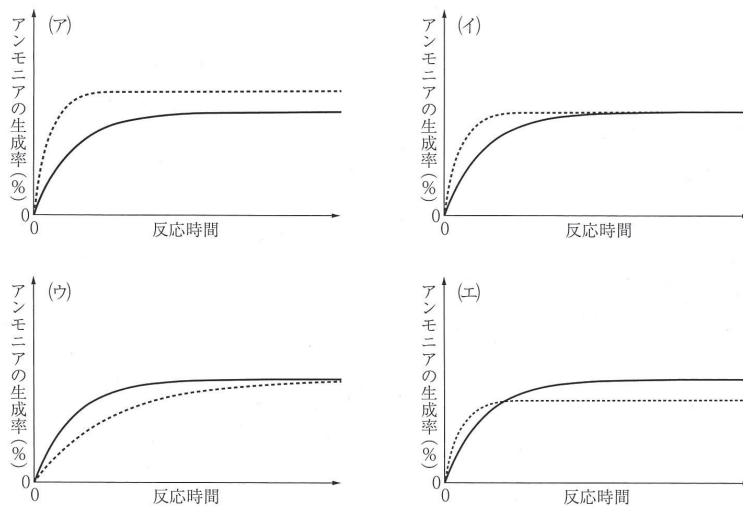 (ア)
アンモニアの生成率(%)
0
0
反応時間
(イ)
アンモニアの生成率(%)
0
0
反応時間
(ウ)
アンモニアの生成率(%)
0
0
反応時間
(エ)
アンモニアの生成率(%)
0
0
反応時間